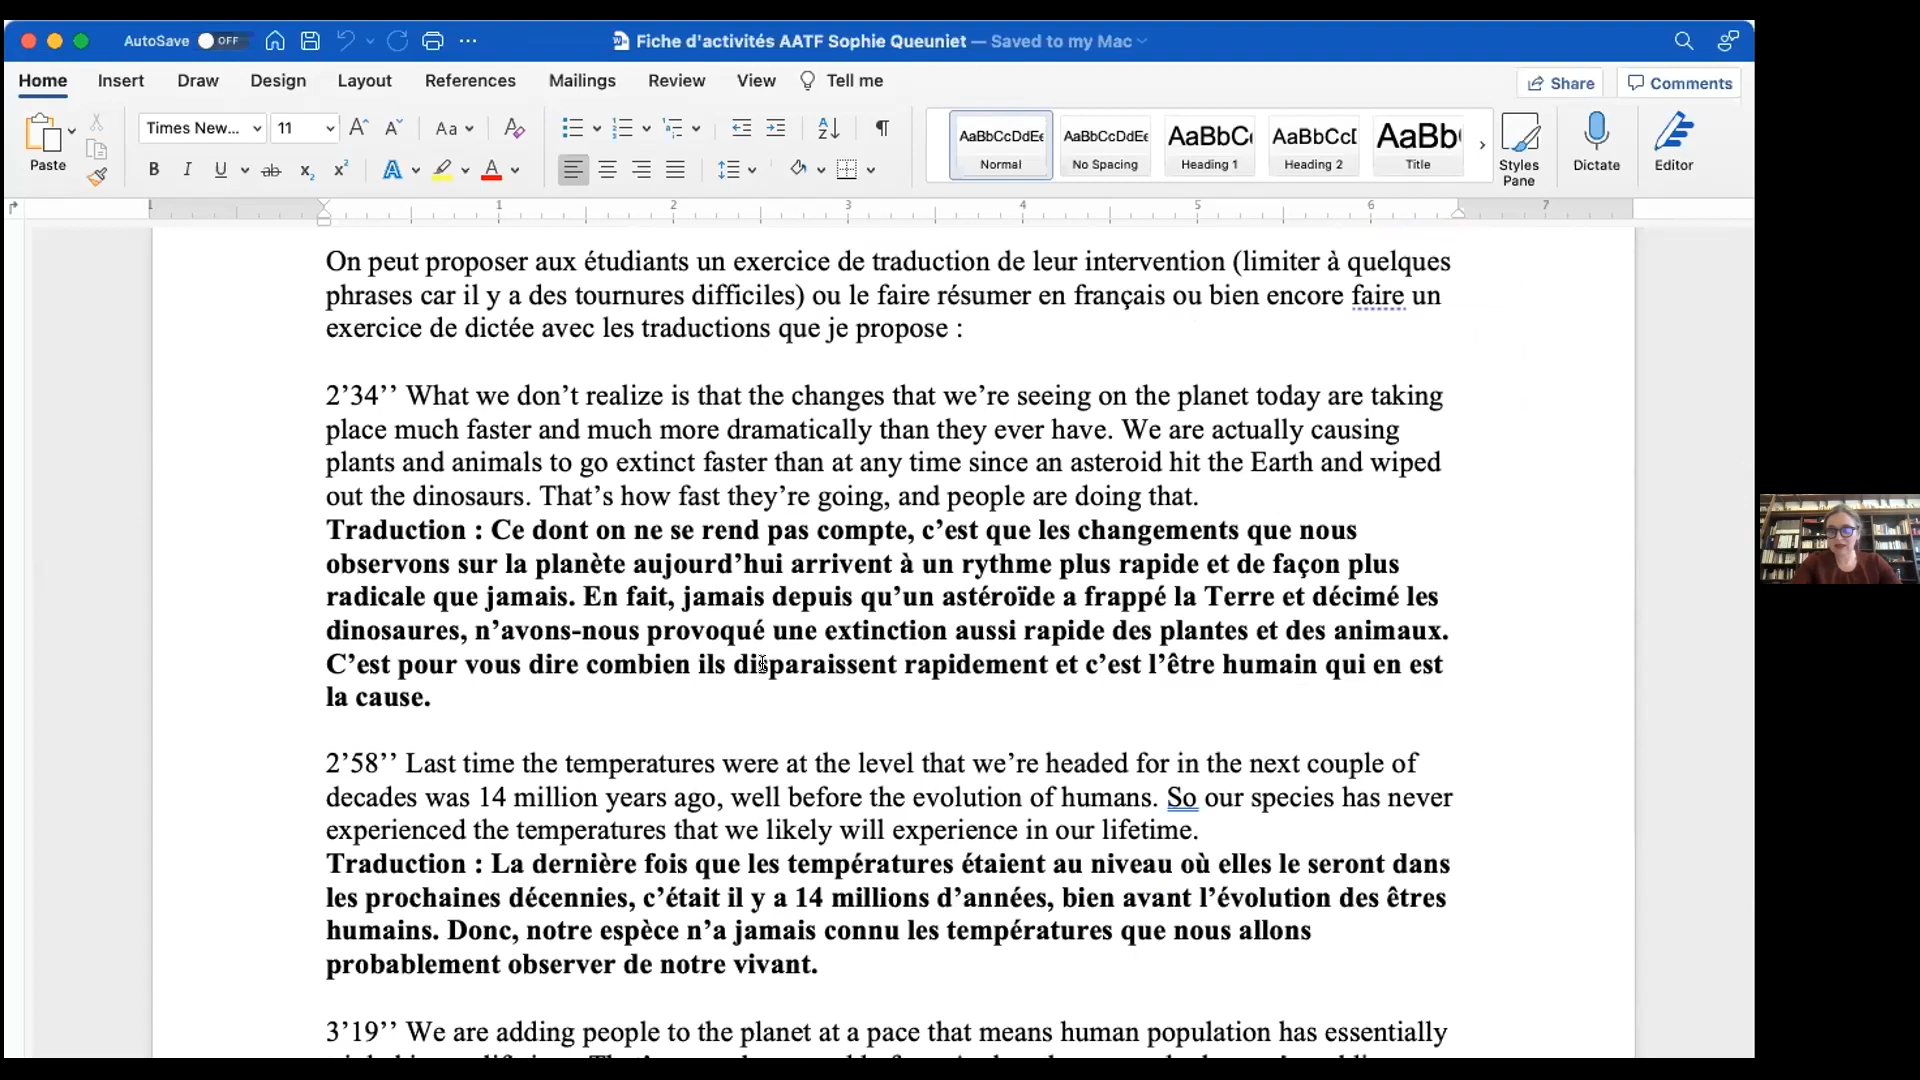 AutoSave OFF Fiche d'activités AATF Sophie Queuniet — Saved to my Mac
Home Insert Draw Design Layout References Mailings Review View Tell me Share Comments
Paste Times New... 11 Aa AaBbCcDdEe AaBbCcDdEe AaBbCc AaBbCcD AaBb
Normal No Spacing Heading 1 Heading 2 Title Styles Pane Dictate Editor
1 1 2 3 4 5 6 7
On peut proposer aux étudiants un exercice de traduction de leur intervention (limiter à quelques
phrases car il y a des tournures difficiles) ou le faire résumer en français ou bien encore faire un
exercice de dictée avec les traductions que je propose :
2’34’’ What we don’t realize is that the changes that we’re seeing on the planet today are taking
place much faster and much more dramatically than they ever have. We are actually causing
plants and animals to go extinct faster than at any time since an asteroid hit the Earth and wiped
out the dinosaurs. That’s how fast they’re going, and people are doing that.
Traduction : Ce dont on ne se rend pas compte, c’est que les changements que nous
observons sur la planète aujourd’hui arrivent à un rythme plus rapide et de façon plus
radicale que jamais. En fait, jamais depuis qu’un astéroïde a frappé la Terre et décimé les
dinosaures, n’avons-nous provoqué une extinction aussi rapide des plantes et des animaux.
C’est pour vous dire combien ils disparaissent rapidement et c’est l’être humain qui en est
la cause.
2’58’’ Last time the temperatures were at the level that we’re headed for in the next couple of
decades was 14 million years ago, well before the evolution of humans. So our species has never
experienced the temperatures that we likely will experience in our lifetime.
Traduction : La dernière fois que les températures étaient au niveau où elles le seront dans
les prochaines décennies, c’était il y a 14 millions d’années, bien avant l’évolution des êtres
humains. Donc, notre espèce n’a jamais connu les températures que nous allons
probablement observer de notre vivant.
3’19’’ We are adding people to the planet at a pace that means human population has essentially